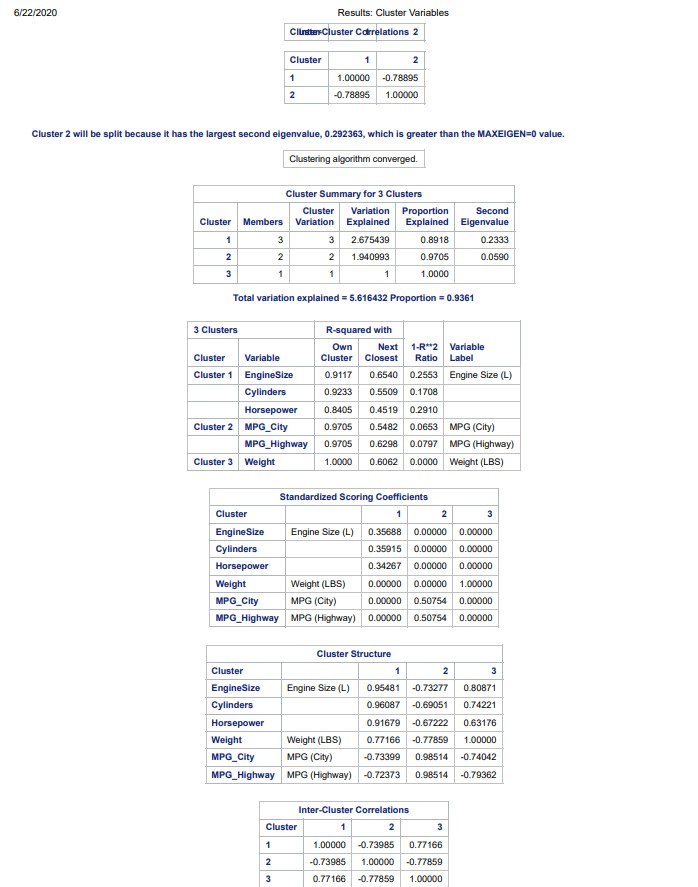 6/22/2020 Results: Cluster Variables
Inter-Cluster Correlations
Cluster 1 2
Cluster 1 2
1 1.00000 -0.78895
2 -0.78895 1.00000
Cluster 2 will be split because it has the largest second eigenvalue, 0.292363, which is greater than the MAXEIGEN=0 value.
Clustering algorithm converged.
Cluster Summary for 3 Clusters
Cluster Members Cluster Variation Variation Explained Proportion Explained Second Eigenvalue
1 3 3 2.675439 0.8918 0.2333
2 2 2 1.940993 0.9705 0.0590
3 1 1 1 1.0000
Total variation explained = 5.616432 Proportion = 0.9361
3 Clusters R-squared with
Cluster Variable Own Cluster Next Closest 1-R**2 Ratio Variable Label
Cluster 1 EngineSize 0.9117 0.6540 0.2553 Engine Size (L)
Cylinders 0.9233 0.5509 0.1708
Horsepower 0.8405 0.4519 0.2910
Cluster 2 MPG_City 0.9705 0.5482 0.0653 MPG (City)
MPG_Highway 0.9705 0.6298 0.0797 MPG (Highway)
Cluster 3 Weight 1.0000 0.6062 0.0000 Weight (LBS)
Standardized Scoring Coefficients
Cluster 1 2 3
EngineSize Engine Size (L) 0.35688 0.00000 0.00000
Cylinders 0.35915 0.00000 0.00000
Horsepower 0.34267 0.00000 0.00000
Weight Weight (LBS) 0.00000 0.00000 1.00000
MPG_City MPG (City) 0.00000 0.50754 0.00000
MPG_Highway MPG (Highway) 0.00000 0.50754 0.00000
Cluster Structure
Cluster 1 2 3
EngineSize Engine Size (L) 0.95481 -0.73277 0.80871
Cylinders 0.96087 -0.69051 0.74221
Horsepower 0.91679 -0.67222 0.63176
Weight Weight (LBS) 0.77166 -0.77859 1.00000
MPG_City MPG (City) -0.73399 0.98514 -0.74042
MPG_Highway MPG (Highway) -0.72373 0.98514 -0.79362
Inter-Cluster Correlations
Cluster 1 2 3
1 1.00000 -0.73985 0.77166
2 -0.73985 1.00000 -0.77859
3 0.77166 -0.77859 1.00000